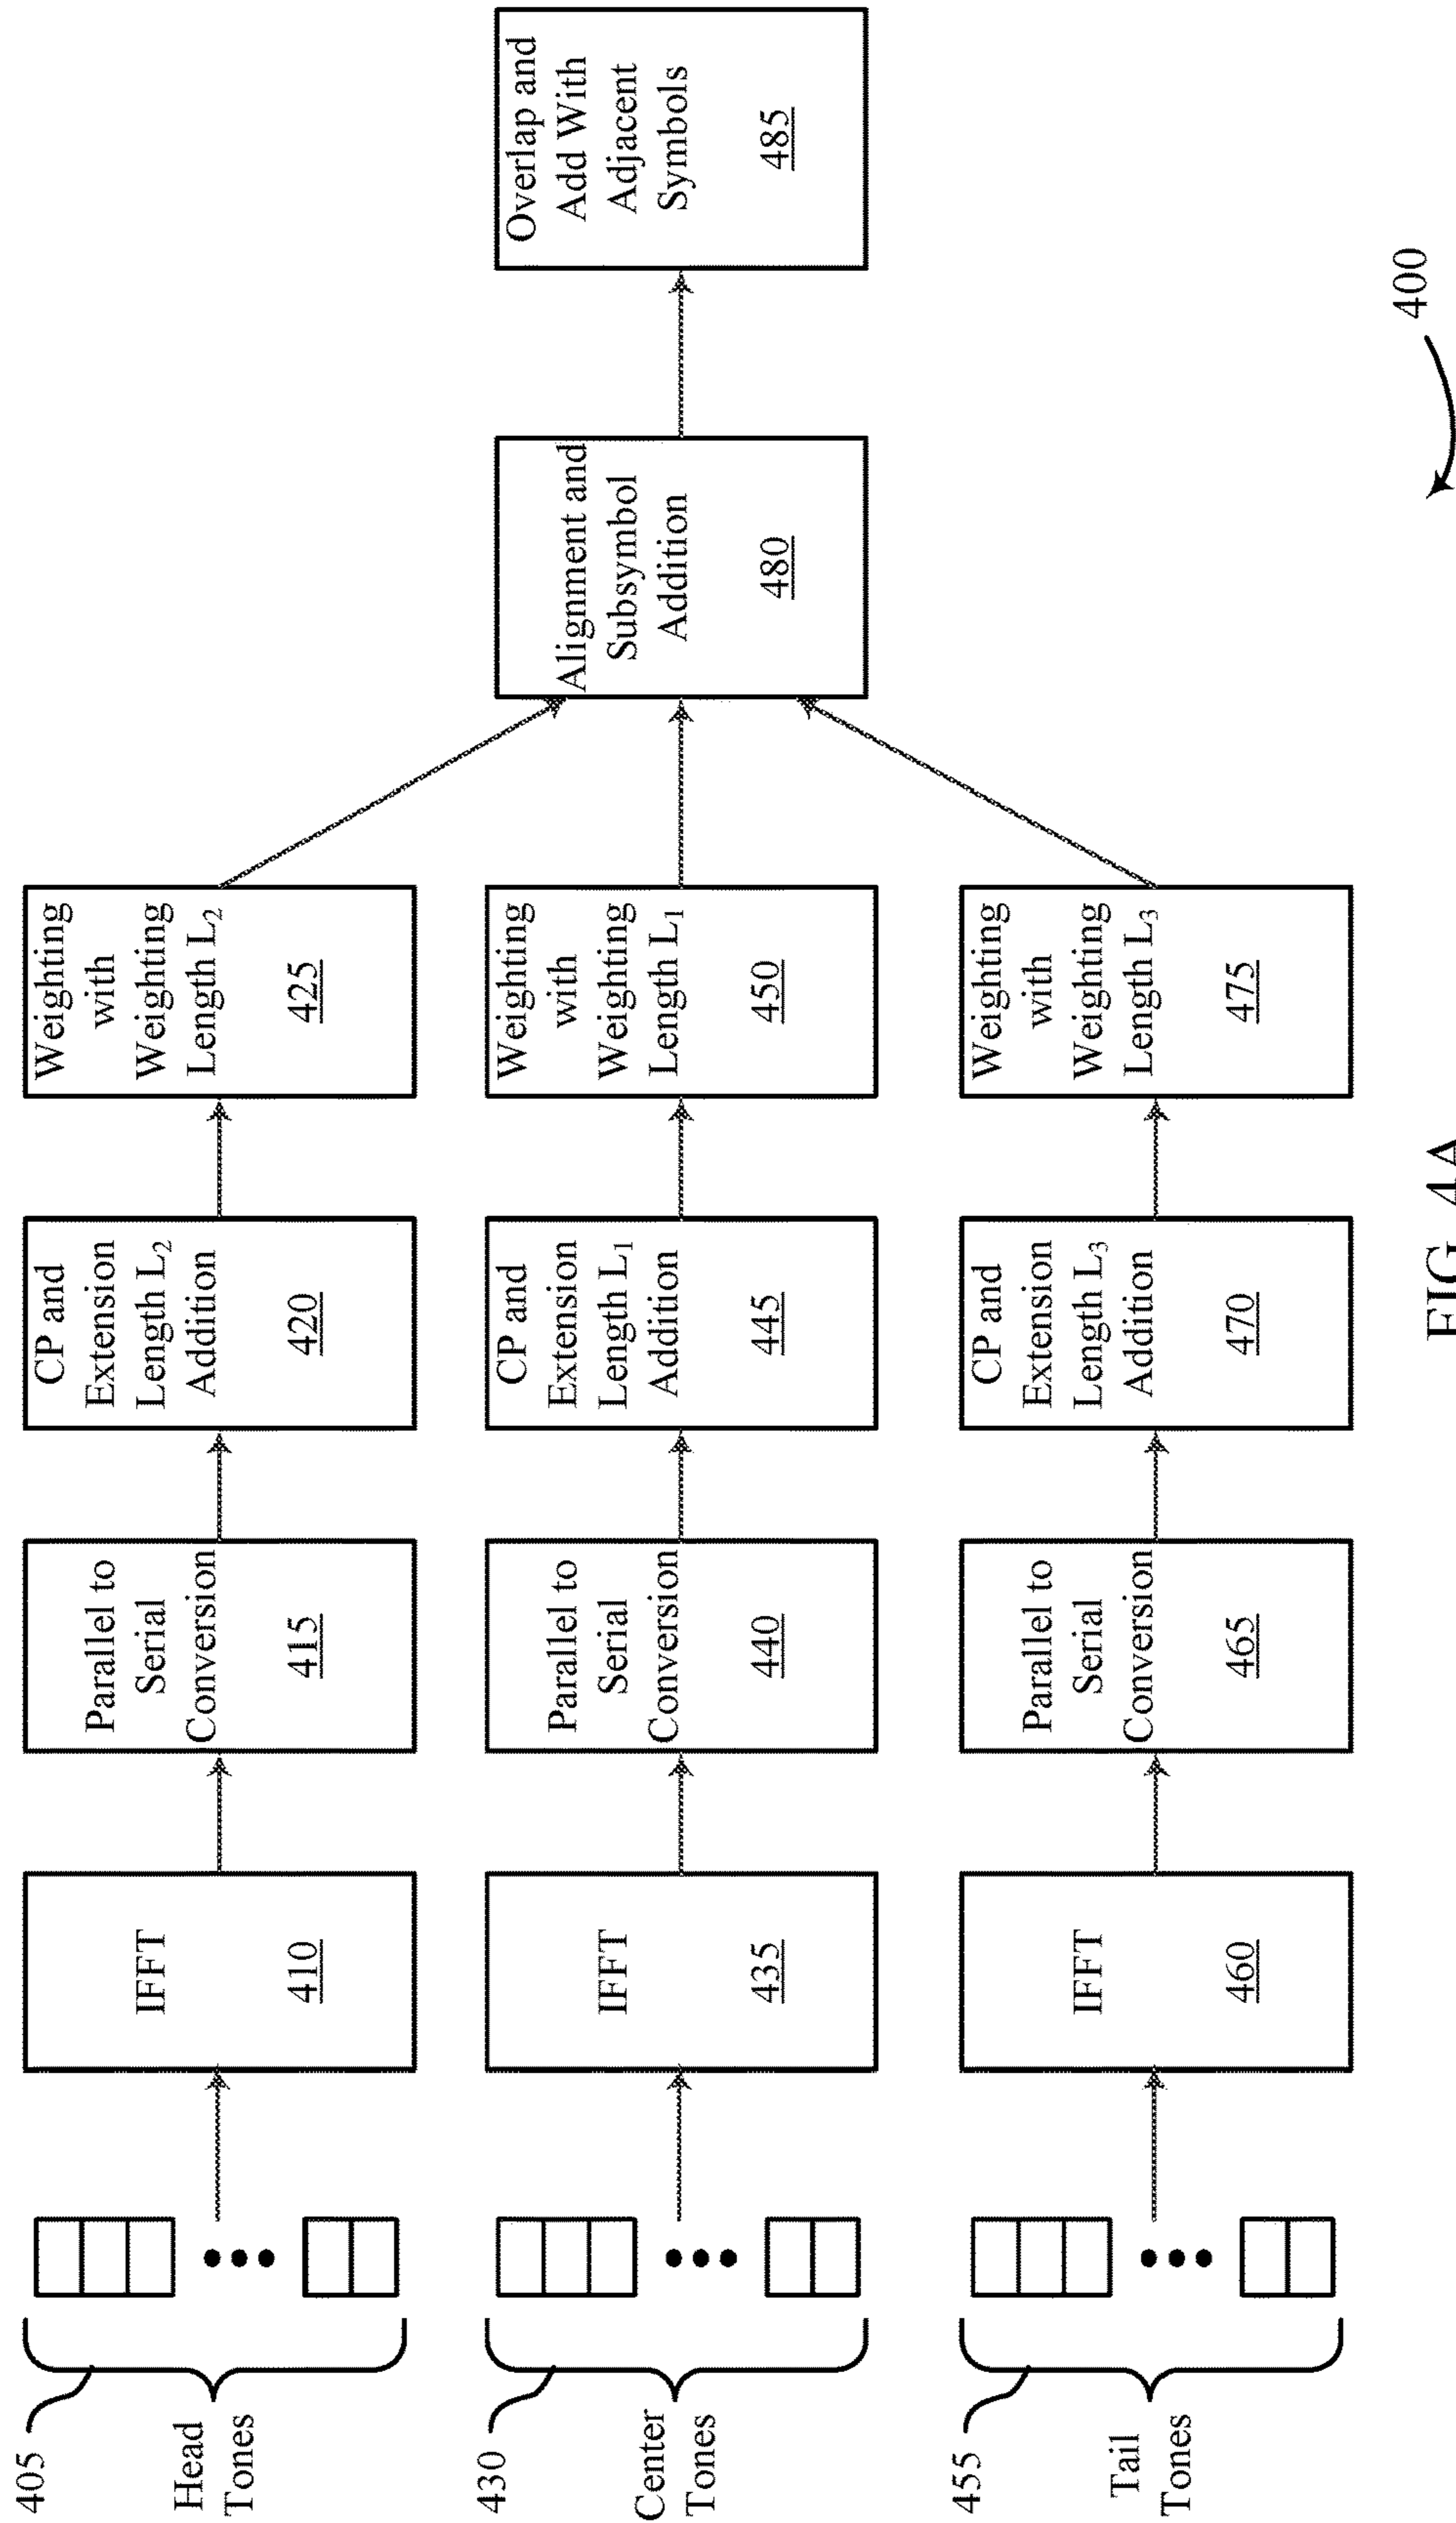 405
Head
Tones
IFFT
410
Parallel to
Serial
Conversion
415
CP and
Extension
Length L₂
Addition
420
Weighting
with
Weighting
Length L₂
425
430
Center
Tones
IFFT
435
Parallel to
Serial
Conversion
440
CP and
Extension
Length L₁
Addition
445
Weighting
with
Weighting
Length L₁
450
455
Tail
Tones
IFFT
460
Parallel to
Serial
Conversion
465
CP and
Extension
Length L₃
Addition
470
Weighting
with
Weighting
Length L₃
475
Alignment and
Subsymbol
Addition
480
Overlap and
Add With
Adjacent
Symbols
485
400
FIG. 4A